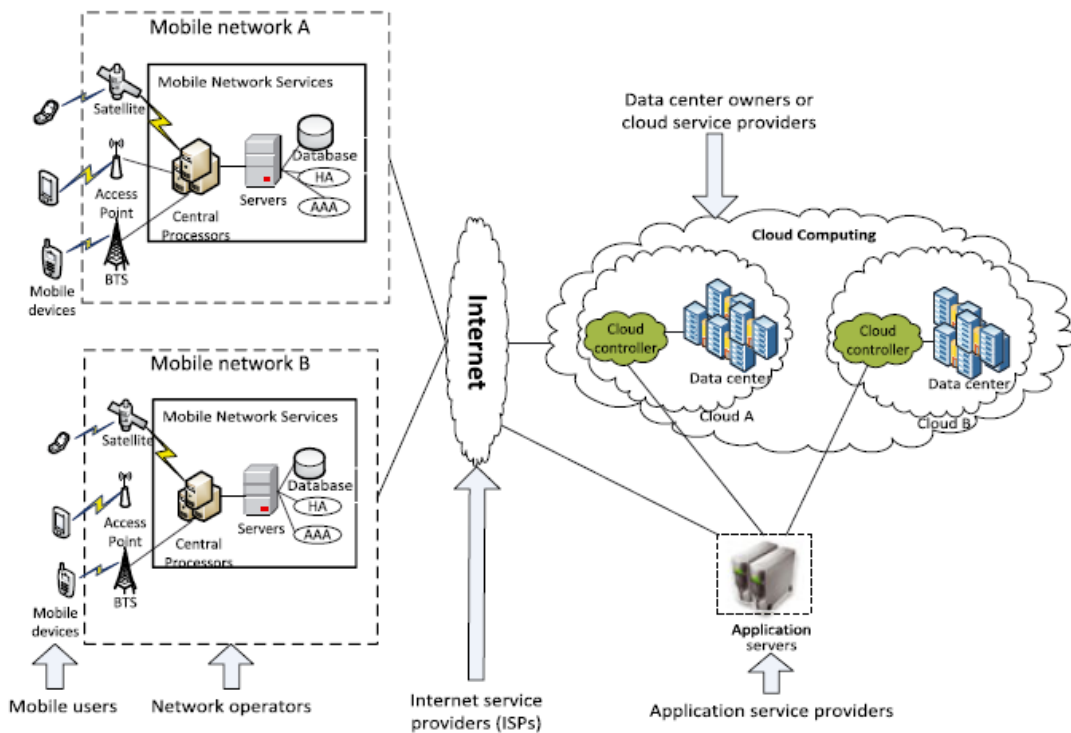 Mobile network A
Mobile Network Services
Satellite
Access
Point
BTS
Mobile
devices
Central
Processors
Servers
Database
HA
AAA
Mobile network B
Mobile Network Services
Satellite
Access
Point
BTS
Mobile
devices
Central
Processors
Servers
Database
HA
AAA
Mobile users
Network operators
Internet
Internet service
providers (ISPs)
Data center owners or
cloud service providers
Cloud Computing
Cloud
controller
Data center
Cloud A
Cloud
controller
Data center
Cloud B
Application
servers
Application service providers